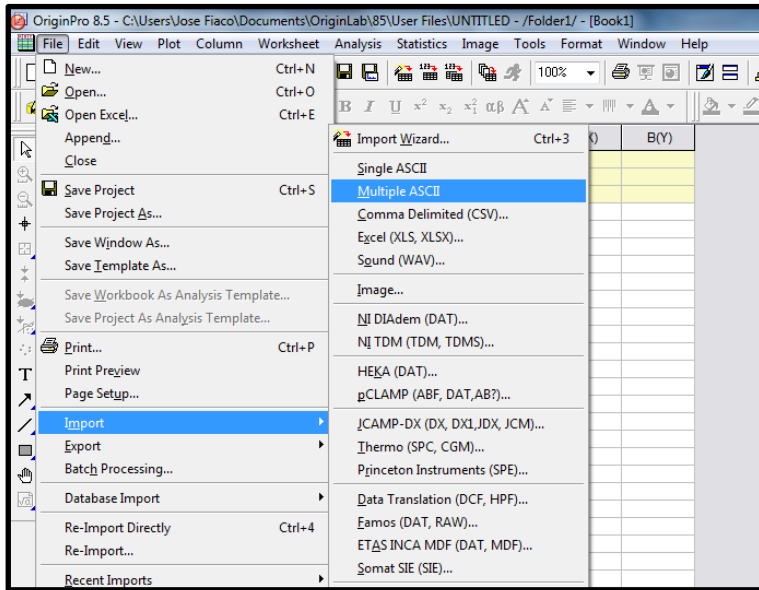 OriginPro 8.5 - C:\Users\Jose Fiaco\Documents\OriginLab\85\User Files\UNTITLED - /Folder1/ - [Book1]
File Edit View Plot Column Worksheet Analysis Statistics Image Tools Format Window Help
100%
B I U x² x₂ αβ A A A
X) B(Y)
New... Ctrl+N
Open... Ctrl+O
Open Excel... Ctrl+E
Append...
Close
Save Project Ctrl+S
Save Project As...
Save Window As...
Save Template As...
Save Workbook As Analysis Template...
Save Project As Analysis Template...
Print... Ctrl+P
Print Preview
Page Setup...
Import
Export
Batch Processing...
Database Import
Re-Import Directly Ctrl+4
Re-Import...
Recent Imports
Import Wizard... Ctrl+3
Single ASCII
Multiple ASCII
Comma Delimited (CSV)...
Excel (XLS, XLSX)...
Sound (WAV)...
Image...
NI DIAdem (DAT)...
NI TDM (TDM, TDMS)...
HEKA (DAT)...
pCLAMP (ABF, DAT,AB?)...
JCAMP-DX (DX, DX1,JDX, JCM)...
Thermo (SPC, CGM)...
Princeton Instruments (SPE)...
Data Translation (DCF, HPF)...
Famos (DAT, RAW)...
ETAS INCA MDF (DAT, MDF)...
Somat SIE (SIE)...
T